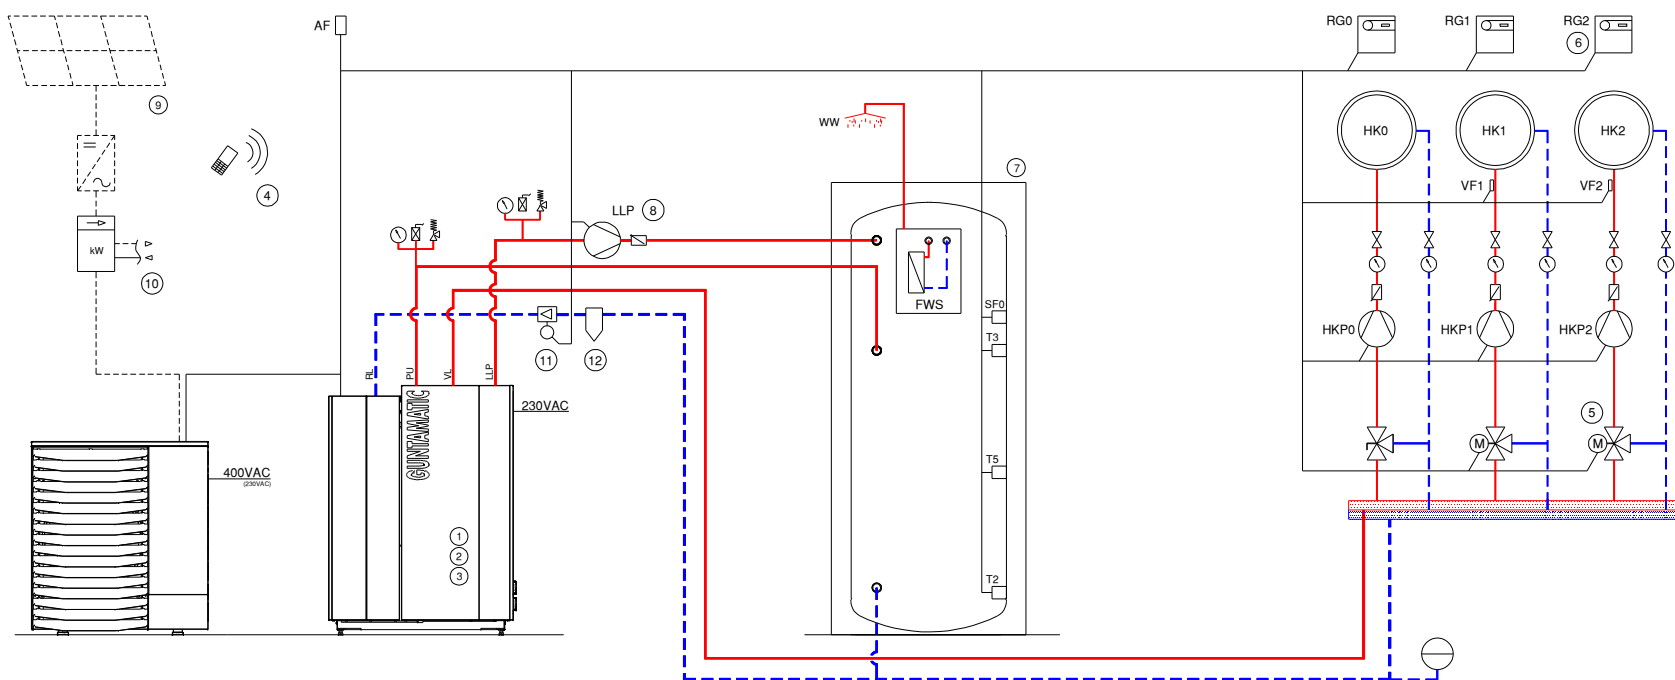 AF
RG0
RG1
RG2
6
9
4
kW
10
WW
7
HK0
HK1
HK2
VF1
VF2
LLP
8
FWS
SF0
T3
HKP0
HKP1
HKP2
11
12
RL
PU
VL
LLP
GUNTAMATIC
230VAC
5
M
M
400VAC
(230VAC)
T5
1
2
3
T2